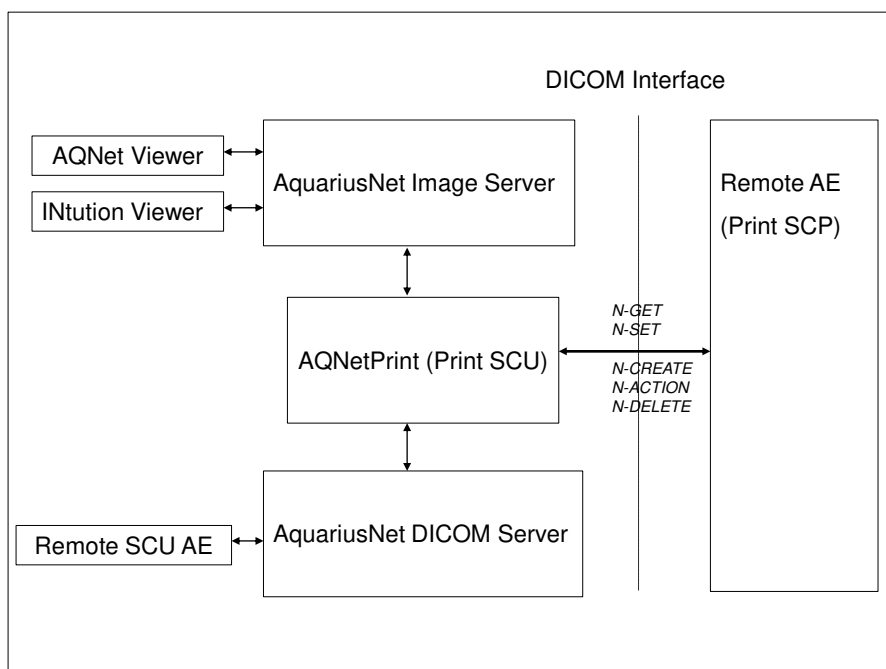 DICOM Interface
AQNet Viewer
INtution Viewer
AquariusNet Image Server
Remote AE
(Print SCP)
N-GET
N-SET
AQNetPrint (Print SCU)
N-CREATE
N-ACTION
N-DELETE
AquariusNet DICOM Server
Remote SCU AE